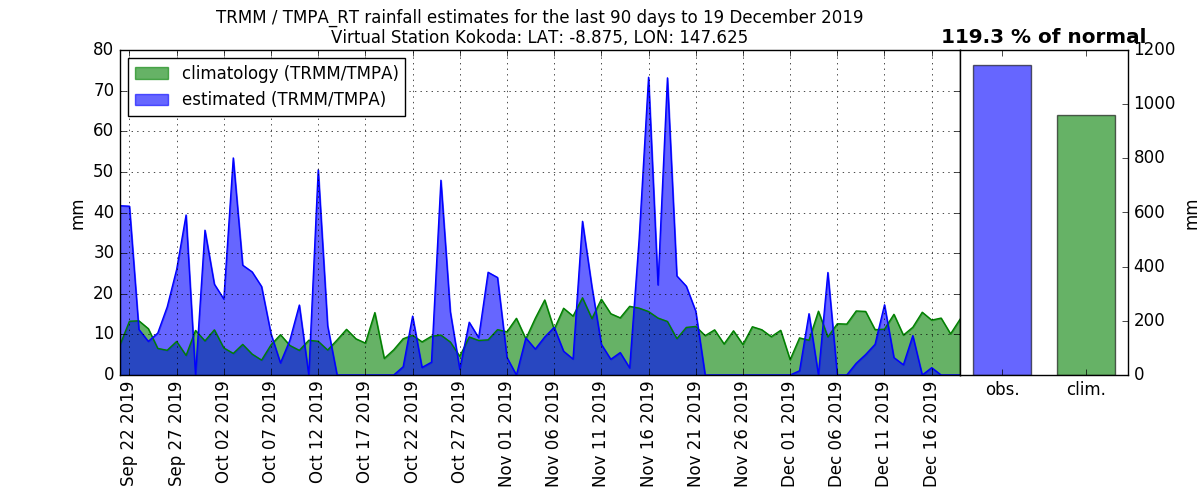 TRMM / TMPA_RT rainfall estimates for the last 90 days to 19 December 2019
Virtual Station Kokoda: LAT: -8.875, LON: 147.625
119.3 % of normal
climatology (TRMM/TMPA)
estimated (TRMM/TMPA)
mm
80
70
60
50
40
30
20
10
0
Sep 22 2019
Sep 27 2019
Oct 02 2019
Oct 07 2019
Oct 12 2019
Oct 17 2019
Oct 22 2019
Oct 27 2019
Nov 01 2019
Nov 06 2019
Nov 11 2019
Nov 16 2019
Nov 21 2019
Nov 26 2019
Dec 01 2019
Dec 06 2019
Dec 11 2019
Dec 16 2019
obs.
clim.
1200
1000
800
600
400
200
0
mm